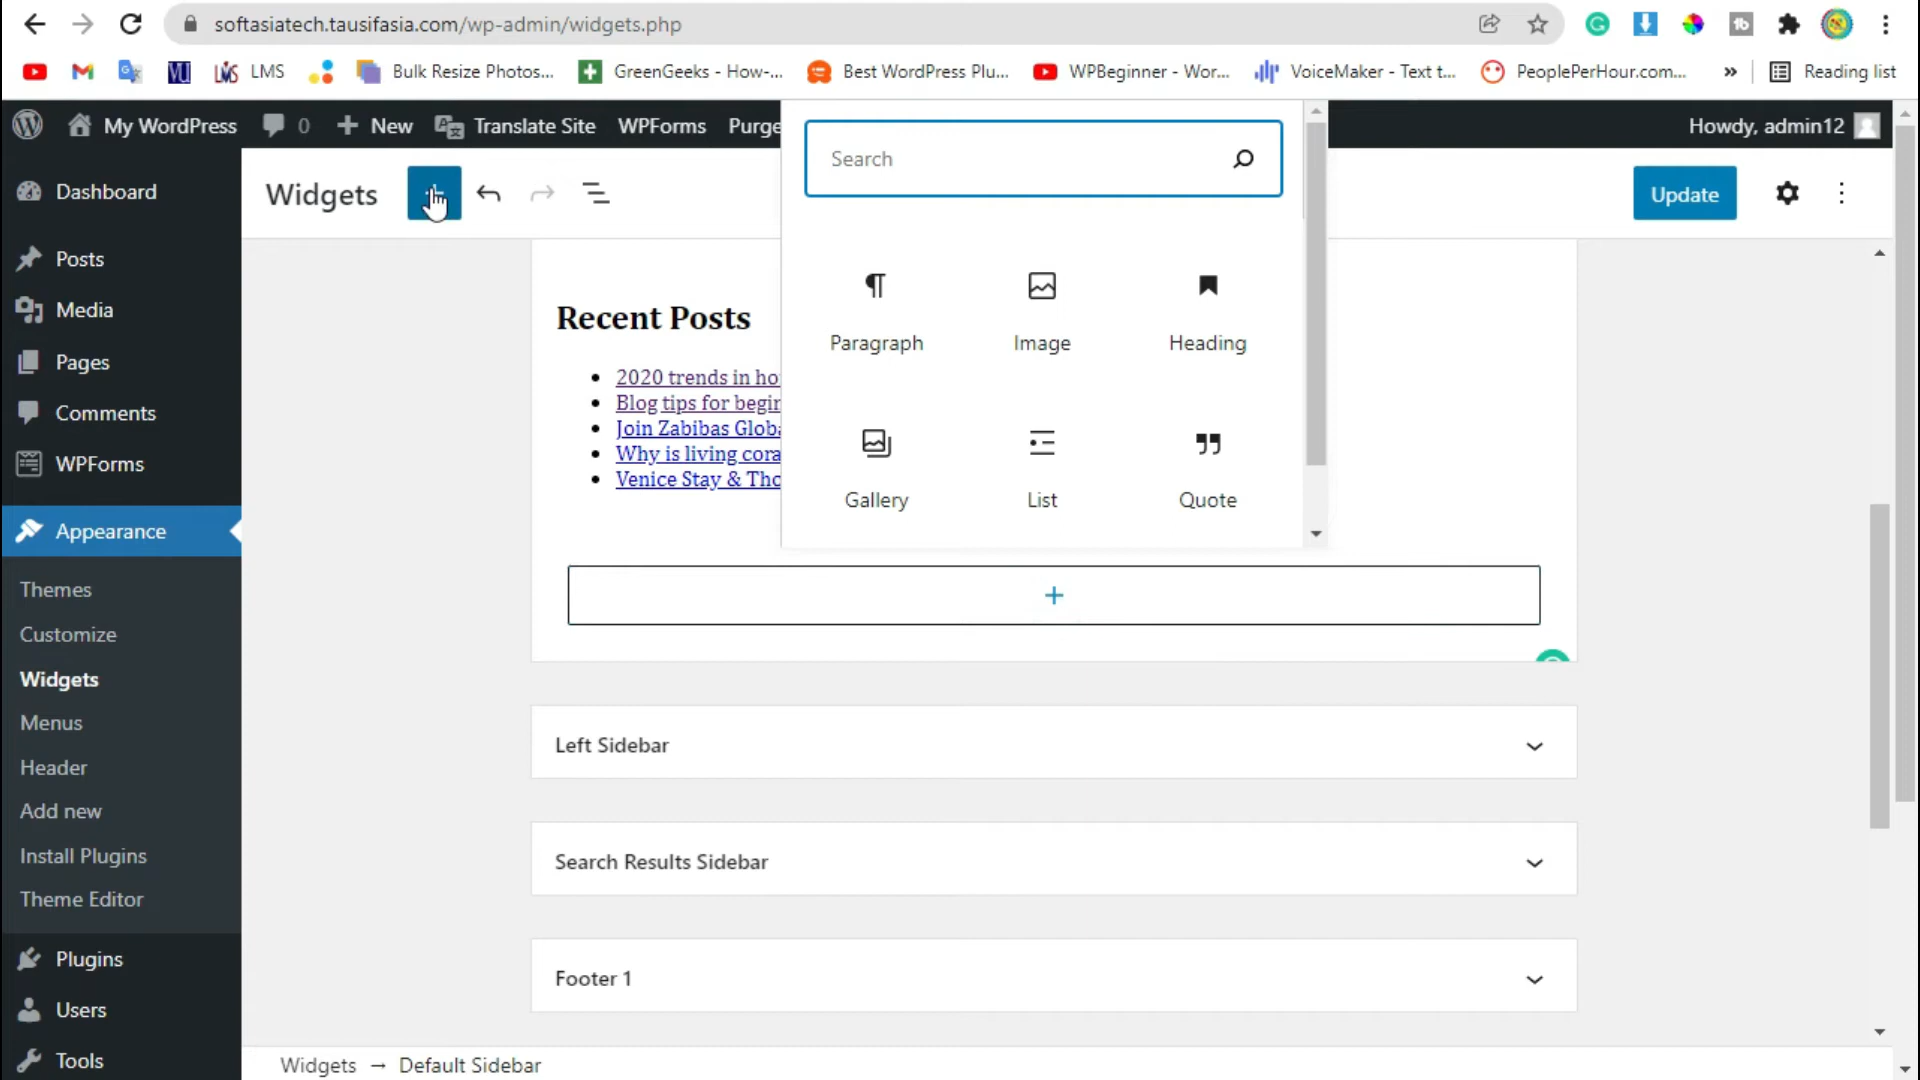 softasiatech.tausifasia.com/wp-admin/widgets.php
LMS
Bulk Resize Photos...
GreenGeeks - How-...
Best WordPress Plu...
WPBeginner - Wor...
VoiceMaker - Text t...
PeoplePerHour.com...
»
Reading list
My WordPress
0
New
Translate Site
WPForms
Purge
Howdy, admin12
Widgets
Update
Search
Paragraph
Image
Heading
Gallery
List
Quote
Dashboard
Posts
Media
Pages
Comments
WPForms
Appearance
Themes
Customize
Widgets
Menus
Header
Add new
Install Plugins
Theme Editor
Plugins
Users
Tools
Recent Posts
2020 trends in ho
Blog tips for begin
Join Zabibas Globa
Why is living cora
Venice Stay & Tho
Left Sidebar
Search Results Sidebar
Footer 1
Widgets → Default Sidebar